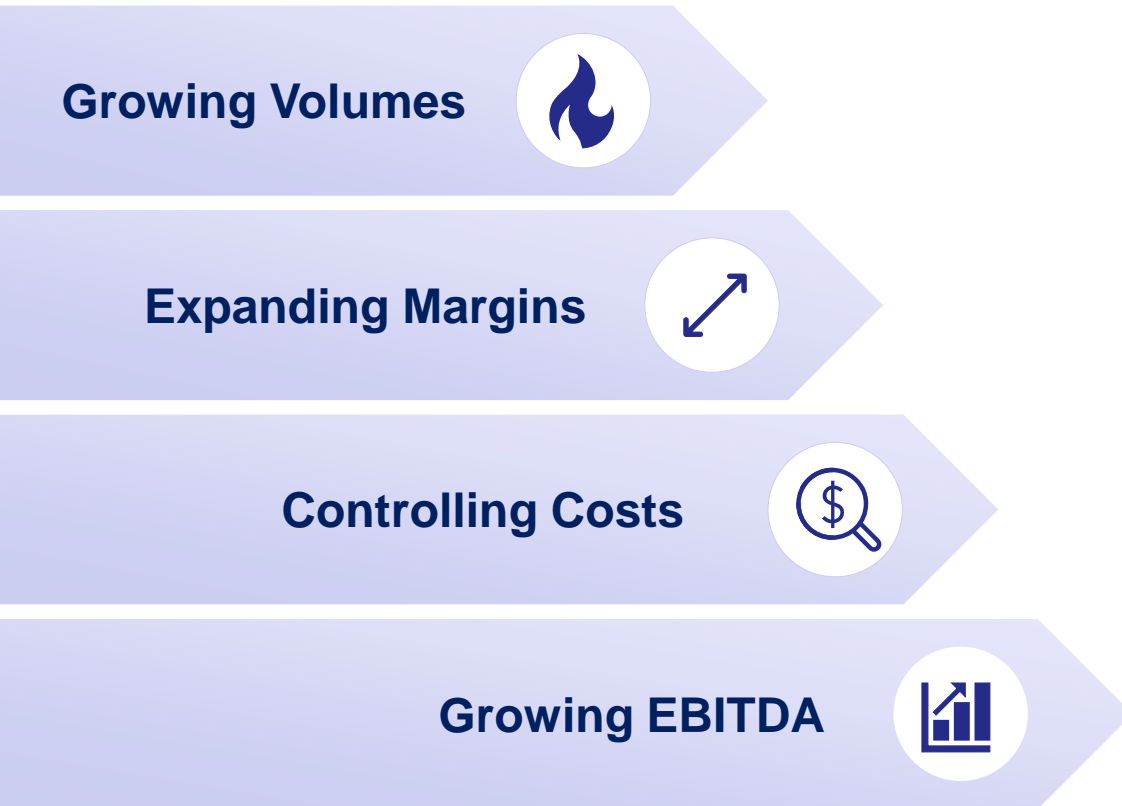 Growing Volumes
Expanding Margins
Controlling Costs
$
Growing EBITDA